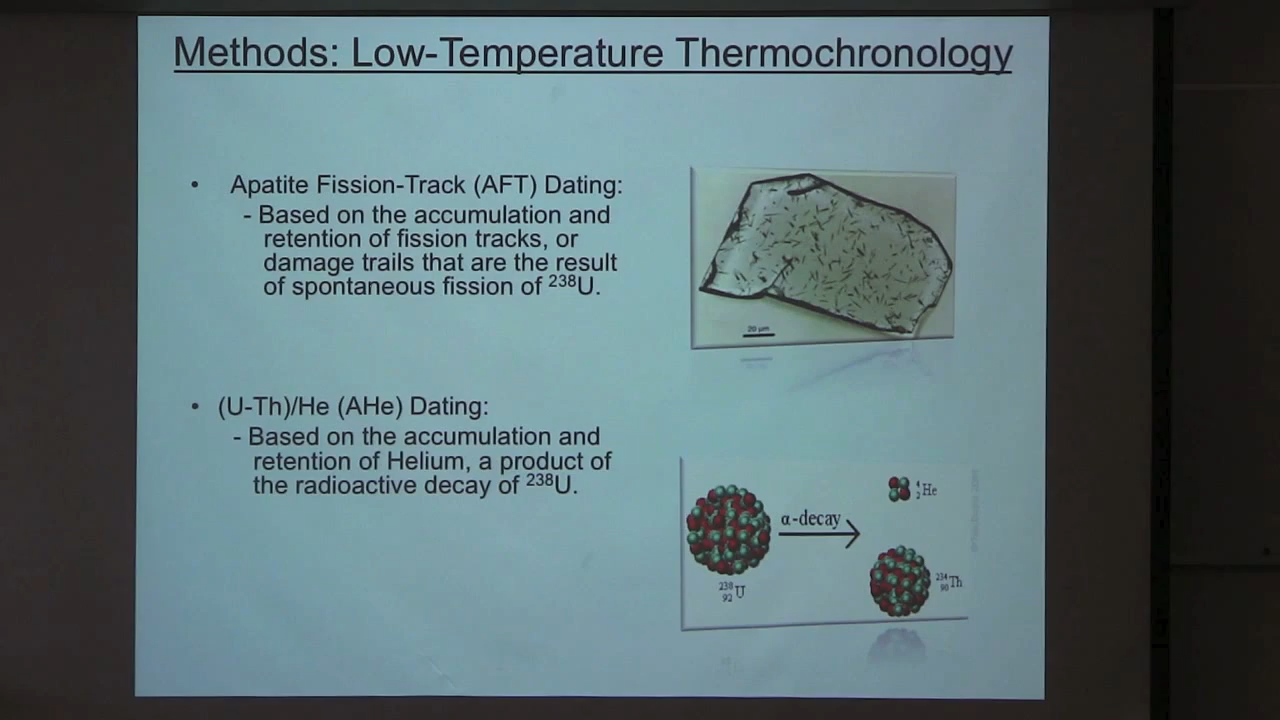 Methods: Low-Temperature Thermochronology
• Apatite Fission-Track (AFT) Dating:
- Based on the accumulation and
retention of fission tracks, or
damage trails that are the result
of spontaneous fission of ²³⁸U.
20 µm
• (U-Th)/He (AHe) Dating:
- Based on the accumulation and
retention of Helium, a product of
the radioactive decay of ²³⁸U.
α-decay
⁴₂He
²³⁸₉₂U
²³⁴₉₀Th